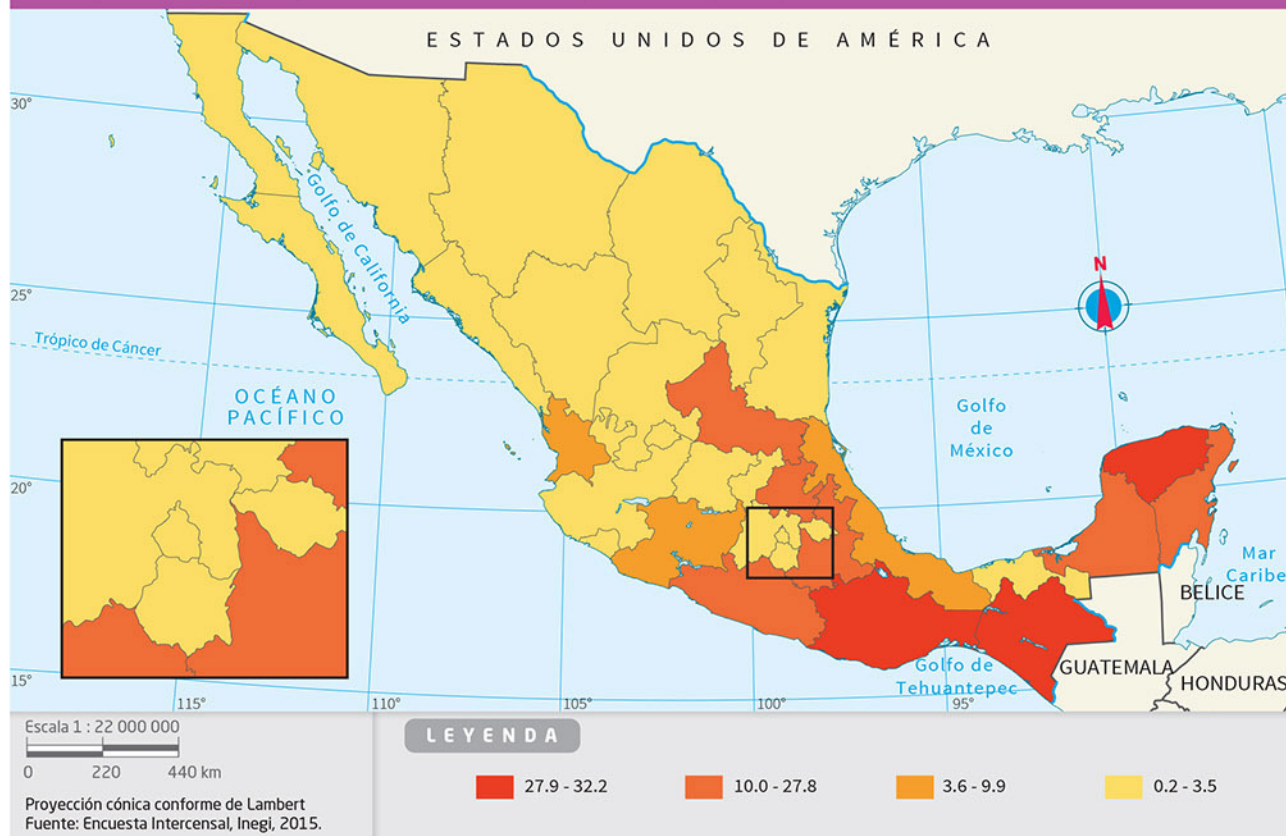 ESTADOS UNIDOS DE AMÉRICA
30°
Golfo de California
25°
N
Trópico de Cáncer
OCÉANO
PACÍFICO
Golfo
de
México
20°
Mar
Caribe
BELICE
GUATEMALA
HONDURAS
Golfo de
Tehuantepec
15°
115°
110°
105°
100°
95°
Escala 1 : 22 000 000
0 220 440 km
Proyección cónica conforme de Lambert
Fuente: Encuesta Intercensal, Inegi, 2015.
LEYENDA
27.9 - 32.2
10.0 - 27.8
3.6 - 9.9
0.2 - 3.5